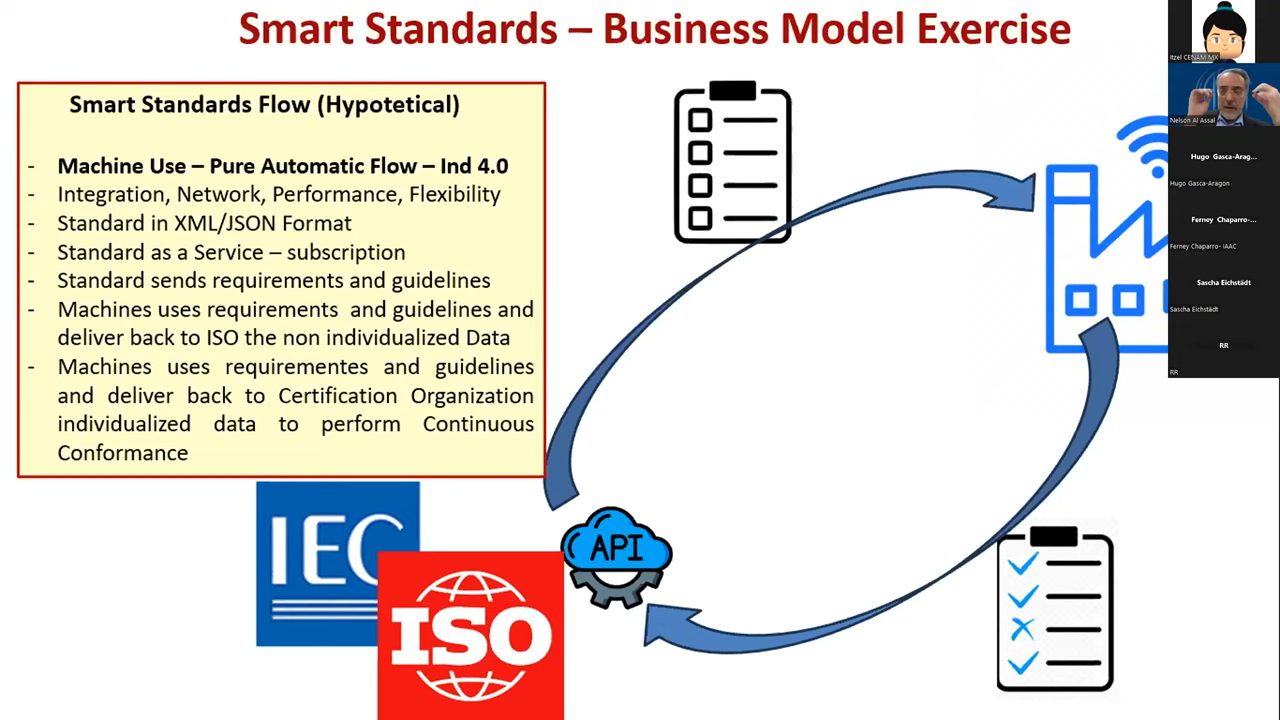 Smart Standards – Business Model Exercise
Smart Standards Flow (Hypotetical)
- Machine Use – Pure Automatic Flow – Ind 4.0
- Integration, Network, Performance, Flexibility
- Standard in XML/JSON Format
- Standard as a Service – subscription
- Standard sends requirements and guidelines
- Machines uses requirements and guidelines and
deliver back to ISO the non individualized Data
- Machines uses requirementes and guidelines
and deliver back to Certification Organization
individualized data to perform Continuous
Conformance
IEC
ISO
API
Itzel CENAM MX
Nelson Al Assal
Hugo Gasca-Arag...
Hugo Gasca-Aragon
Ferney Chaparro-...
Ferney Chaparro- IAAC
Sascha Eichstädt
Sascha Eichstädt
RR
RR